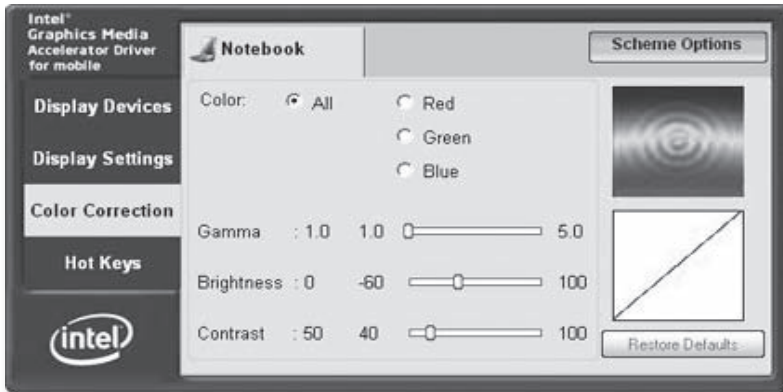 Intel®
Graphics Media
Accelerator Driver
for mobile
Display Devices
Display Settings
Color Correction
Hot Keys
intel
Notebook
Scheme Options
Color: All Red
Green
Blue
Gamma : 1.0 1.0 5.0
Brightness : 0 -60 100
Contrast : 50 40 100
Restore Defaults